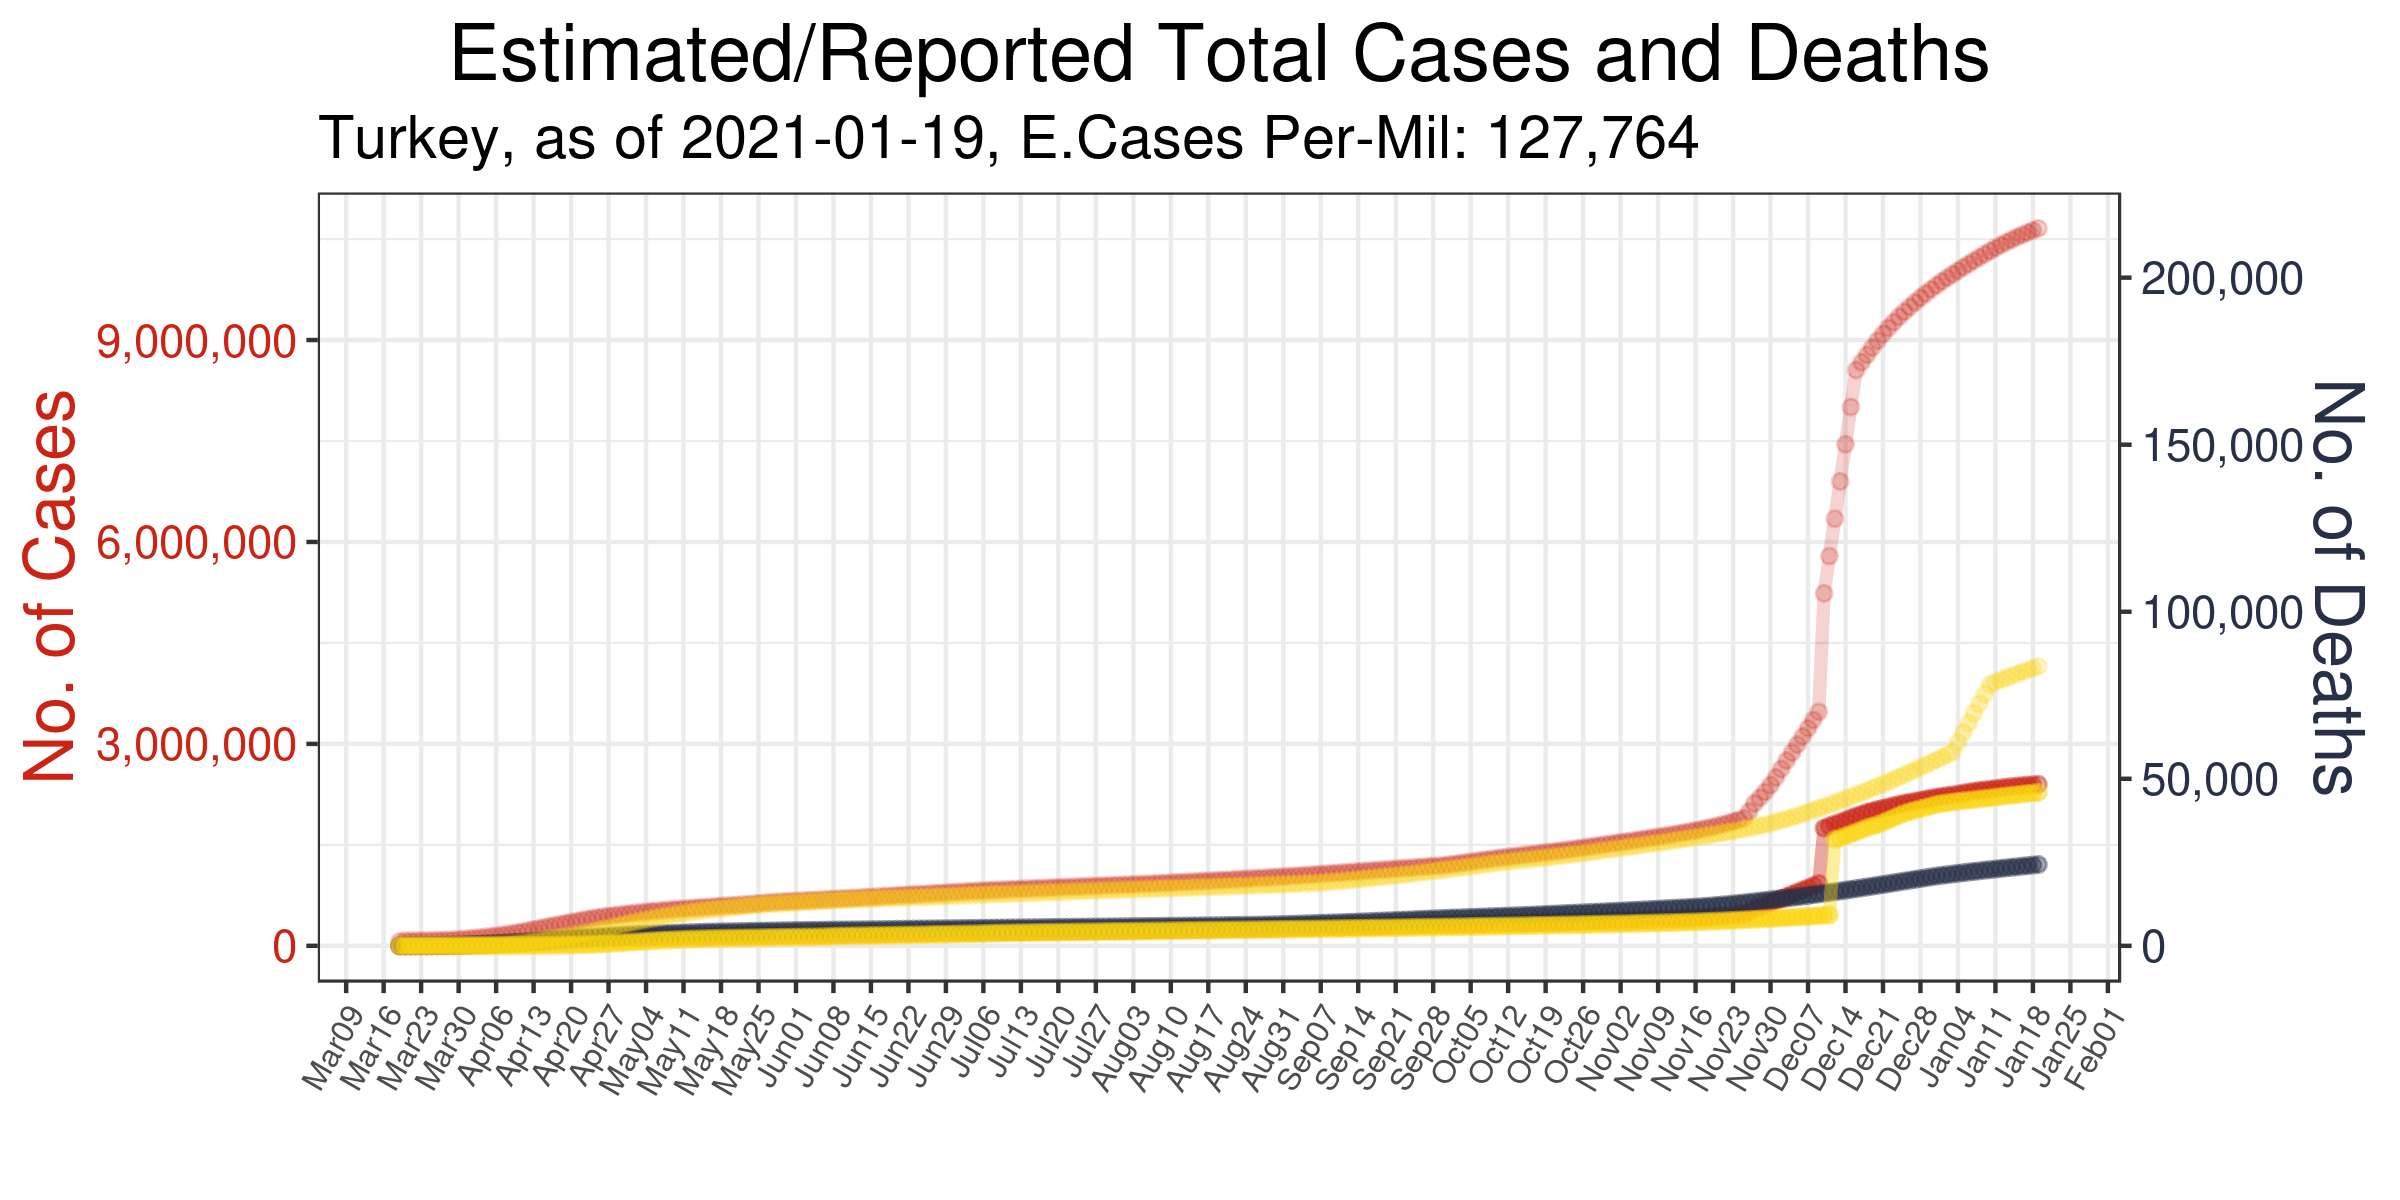 Estimated/Reported Total Cases and Deaths
Turkey, as of 2021-01-19, E.Cases Per-Mil: 127,764
No. of Cases
9,000,000
6,000,000
3,000,000
0
200,000
150,000
100,000
50,000
0
No. of Deaths
Mar09
Mar16
Mar23
Mar30
Apr06
Apr13
Apr20
Apr27
May04
May11
May18
May25
Jun01
Jun08
Jun15
Jun22
Jun29
Jul06
Jul13
Jul20
Jul27
Aug03
Aug10
Aug17
Aug24
Aug31
Sep07
Sep14
Sep21
Sep28
Oct05
Oct12
Oct19
Oct26
Nov02
Nov09
Nov16
Nov23
Nov30
Dec07
Dec14
Dec21
Dec28
Jan04
Jan11
Jan18
Jan25
Feb01